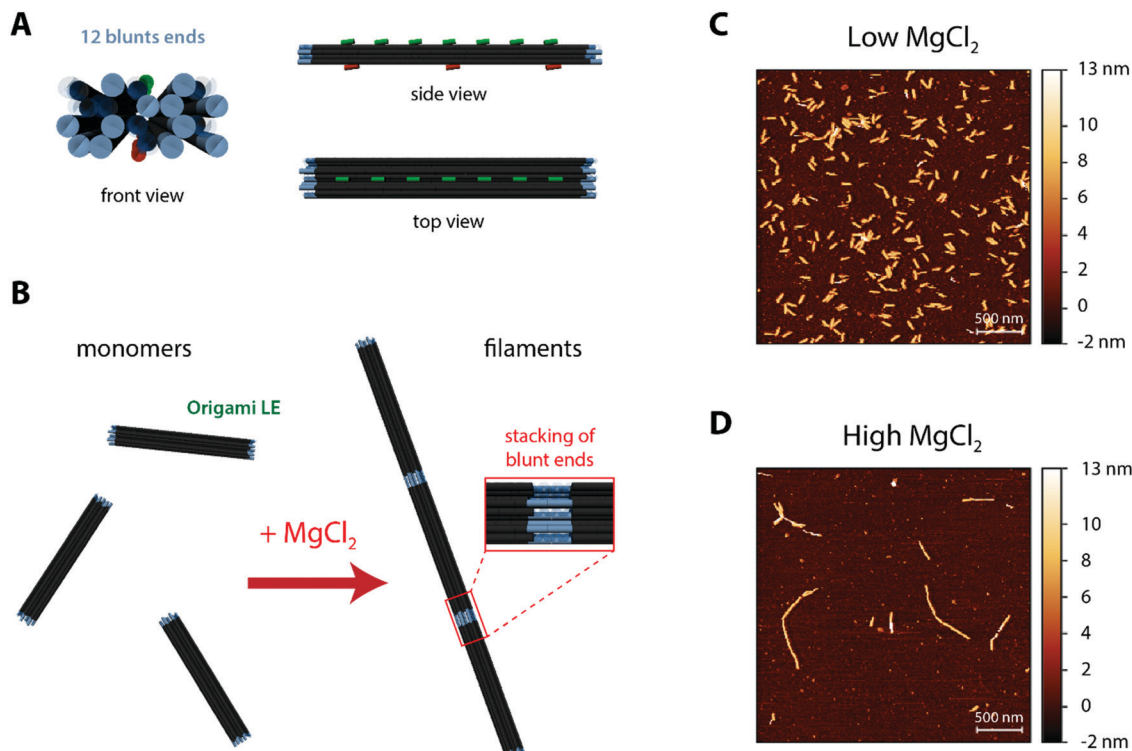 A
12 blunts ends
front view
side view
top view
B
monomers
filaments
Origami LE
stacking of
blunt ends
+ MgCl₂
C
Low MgCl₂
13 nm
10
8
6
4
2
0
-2 nm
500 nm
D
High MgCl₂
13 nm
10
8
6
4
2
0
-2 nm
500 nm